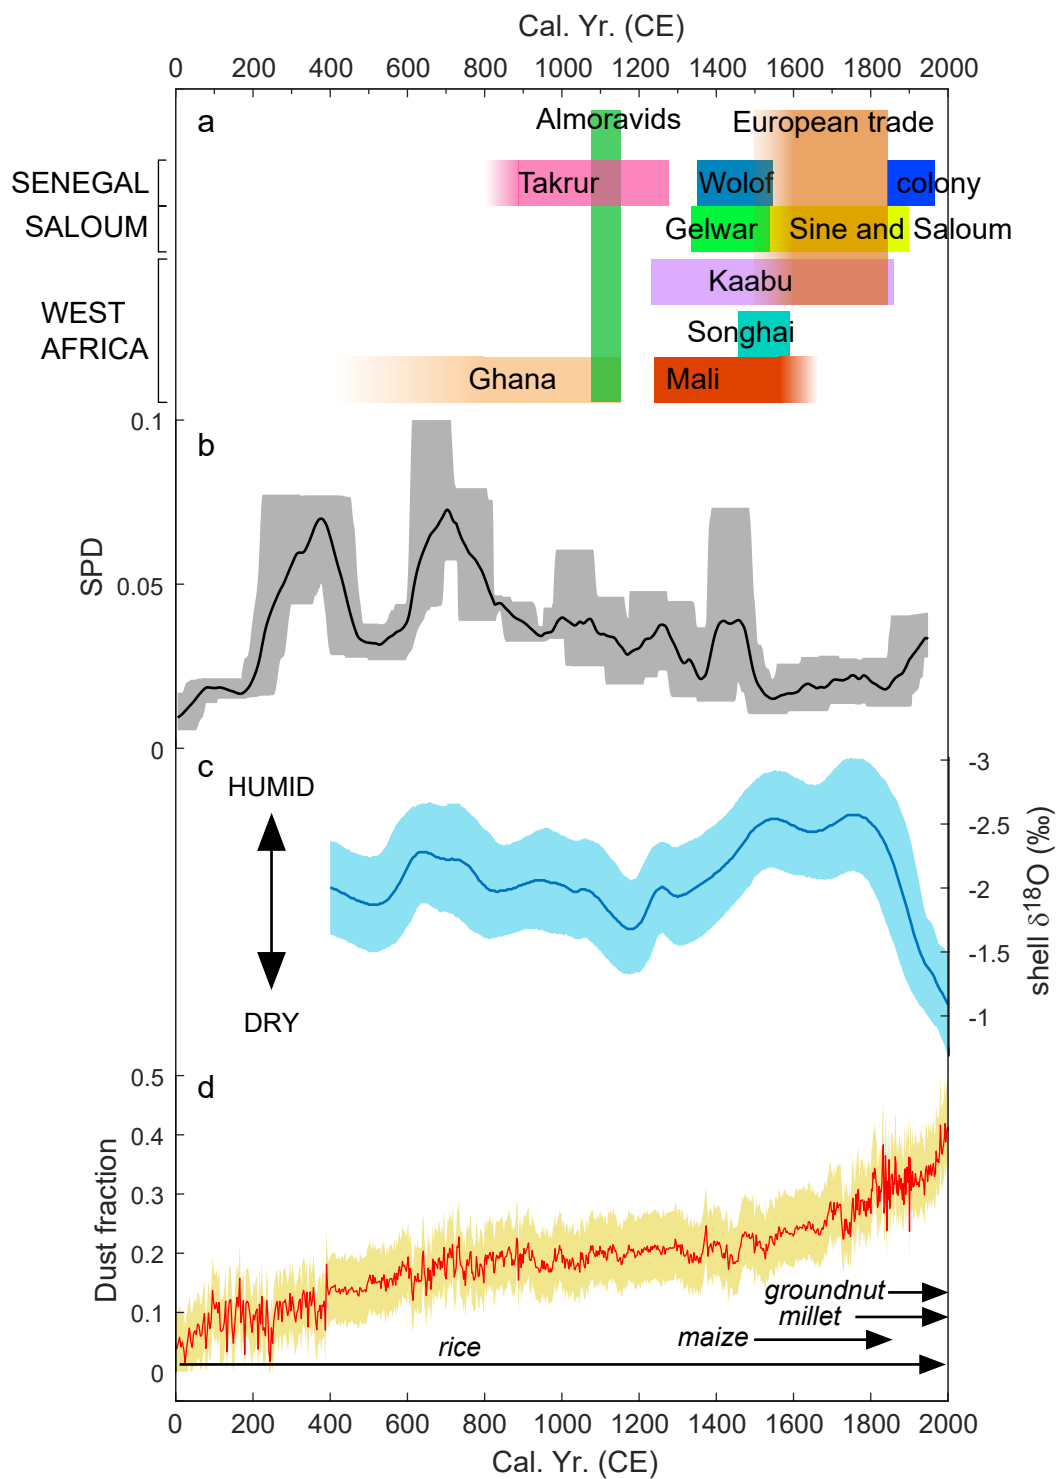 Cal. Yr. (CE)
0 200 400 600 800 1000 1200 1400 1600 1800 2000
a
Almoravids European trade
SENEGAL Takrur Wolof colony
SALOUM Gelwar Sine and Saloum
WEST AFRICA
Kaabu
Songhai
Ghana Mali
0.1
b
SPD
0.05
0
c
HUMID
DRY
-3
-2.5
-2
-1.5
-1
shell δ¹⁸O (‰)
d
0.5
0.4
0.3
0.2
0.1
0
Dust fraction
groundnut
millet
maize
rice
0 200 400 600 800 1000 1200 1400 1600 1800 2000
Cal. Yr. (CE)